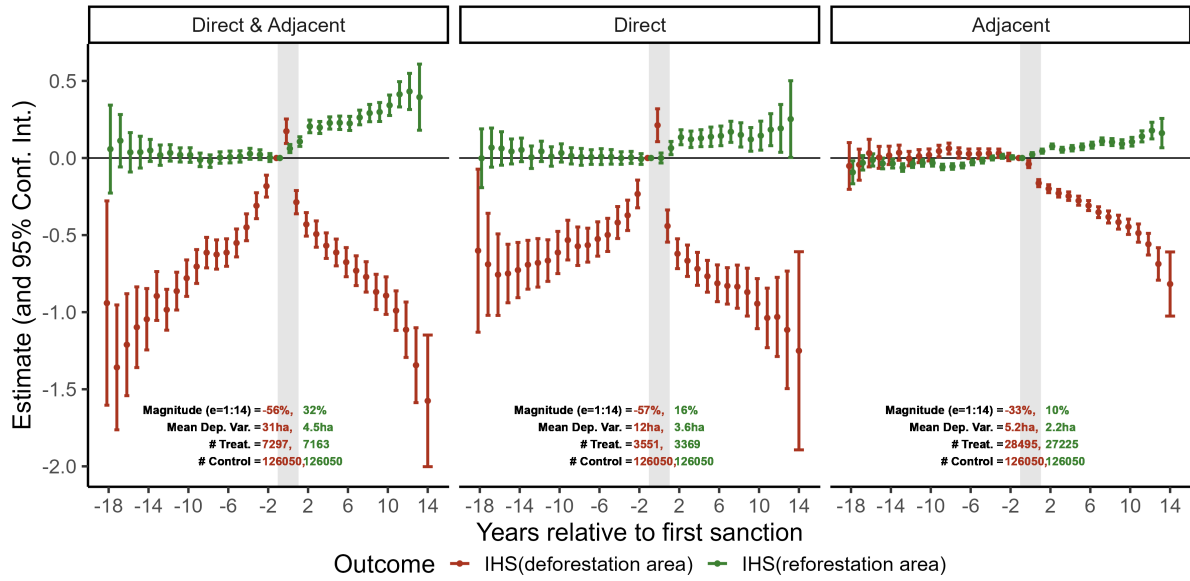 Direct & Adjacent
Direct
Adjacent
Estimate (and 95% Conf. Int.)
0.5
0.0
-0.5
-1.0
-1.5
-2.0
Magnitude (e=1:14) = -56%, 32%
Mean Dep. Var. = 31ha, 4.5ha
# Treat. = 7297, 7163
# Control = 126050, 126050
Magnitude (e=1:14) = -57%, 16%
Mean Dep. Var. = 12ha, 3.6ha
# Treat. = 3551, 3369
# Control = 126050, 126050
Magnitude (e=1:14) = -33%, 10%
Mean Dep. Var. = 5.2ha, 2.2ha
# Treat. = 28495, 27225
# Control = 126050, 126050
-18 -14 -10 -6 -2 2 6 10 14
-18 -14 -10 -6 -2 2 6 10 14
-18 -14 -10 -6 -2 2 6 10 14
Years relative to first sanction
Outcome IHS(deforestation area) IHS(reforestation area)